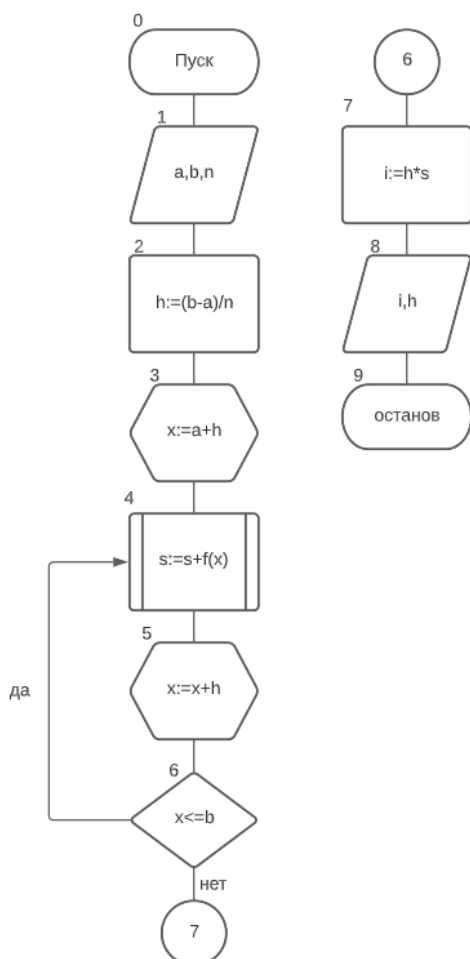 0
Пуск
1
a,b,n
2
h:=(b-a)/n
3
x:=a+h
4
s:=s+f(x)
5
x:=x+h
да
6
x<=b
нет
7
6
7
i:=h*s
8
i,h
9
останов